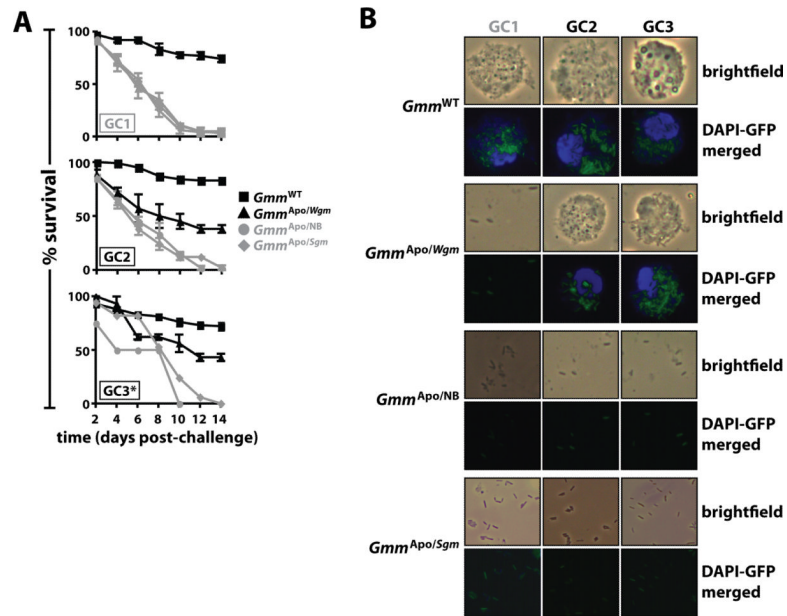 A
% survival
100
50
0
GC1
100
50
0
GC2
100
50
0
GC3*
2 4 6 8 10 12 14
time (days post-challenge)
Gmm^WT
Gmm^Apo/Wgm
Gmm^Apo/NB
Gmm^Apo/Sgm
B
GC1 GC2 GC3
Gmm^WT
brightfield
DAPI-GFP
merged
Gmm^Apo/Wgm
brightfield
DAPI-GFP
merged
Gmm^Apo/NB
brightfield
DAPI-GFP
merged
Gmm^Apo/Sgm
brightfield
DAPI-GFP
merged